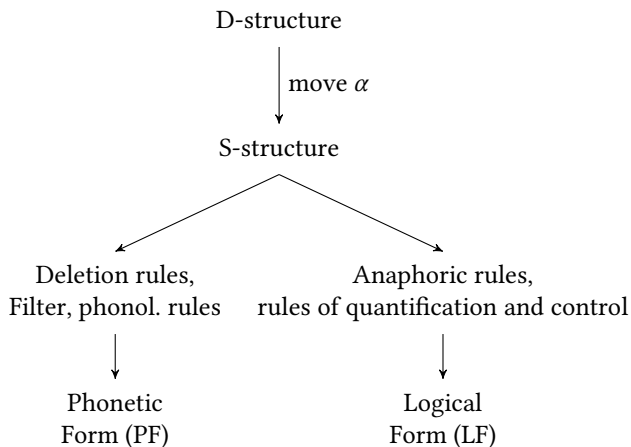 D-structure
move α
S-structure
Deletion rules,
Filter, phonol. rules
Anaphoric rules,
rules of quantification and control
Phonetic
Form (PF)
Logical
Form (LF)